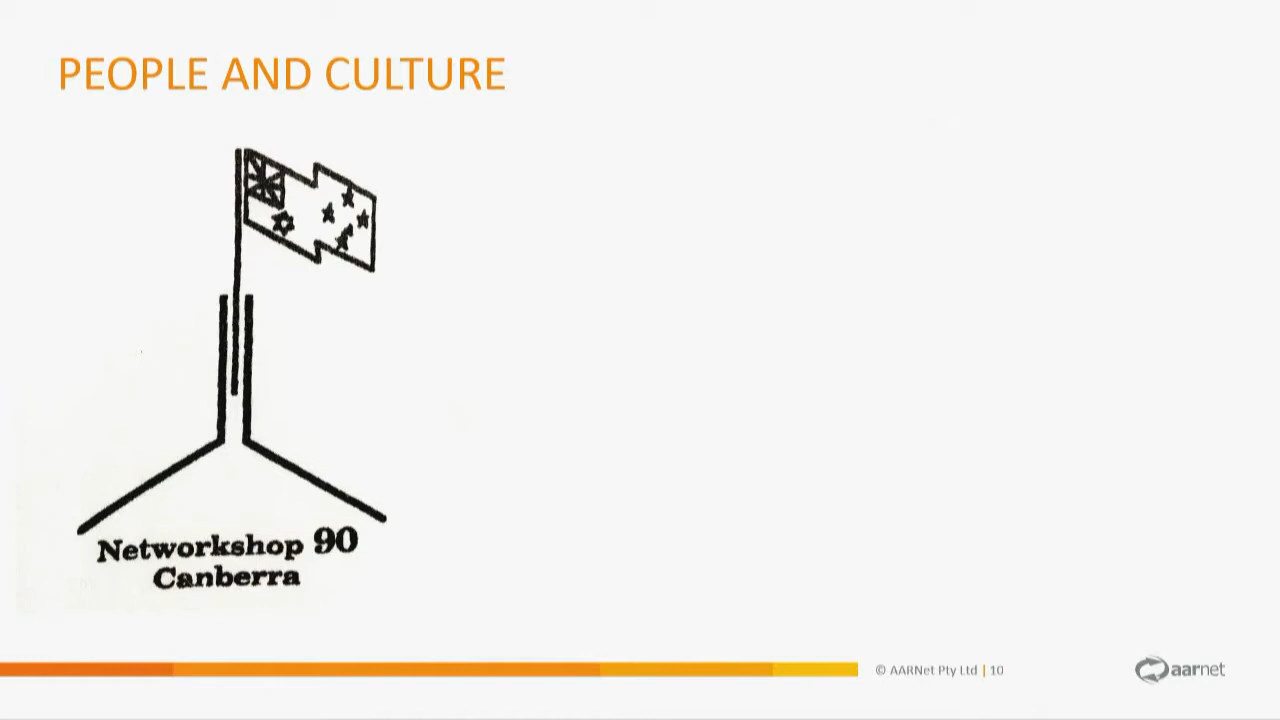 PEOPLE AND CULTURE
Networkshop 90
Canberra
© AARNet Pty Ltd | 10
aarnet